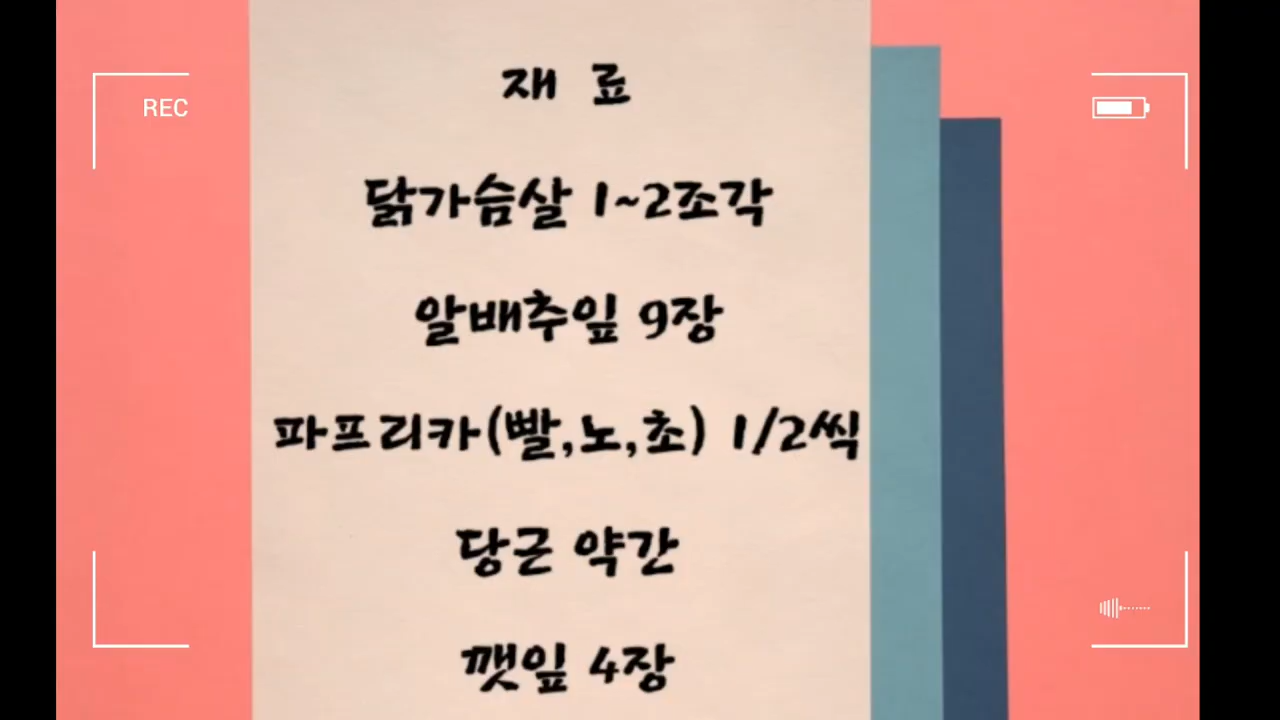 REC
재 료
닭가슴살 1~2조각
알배추잎 9장
파프리카(빨,노,초) 1/2씩
당근 약간
깻잎 4장